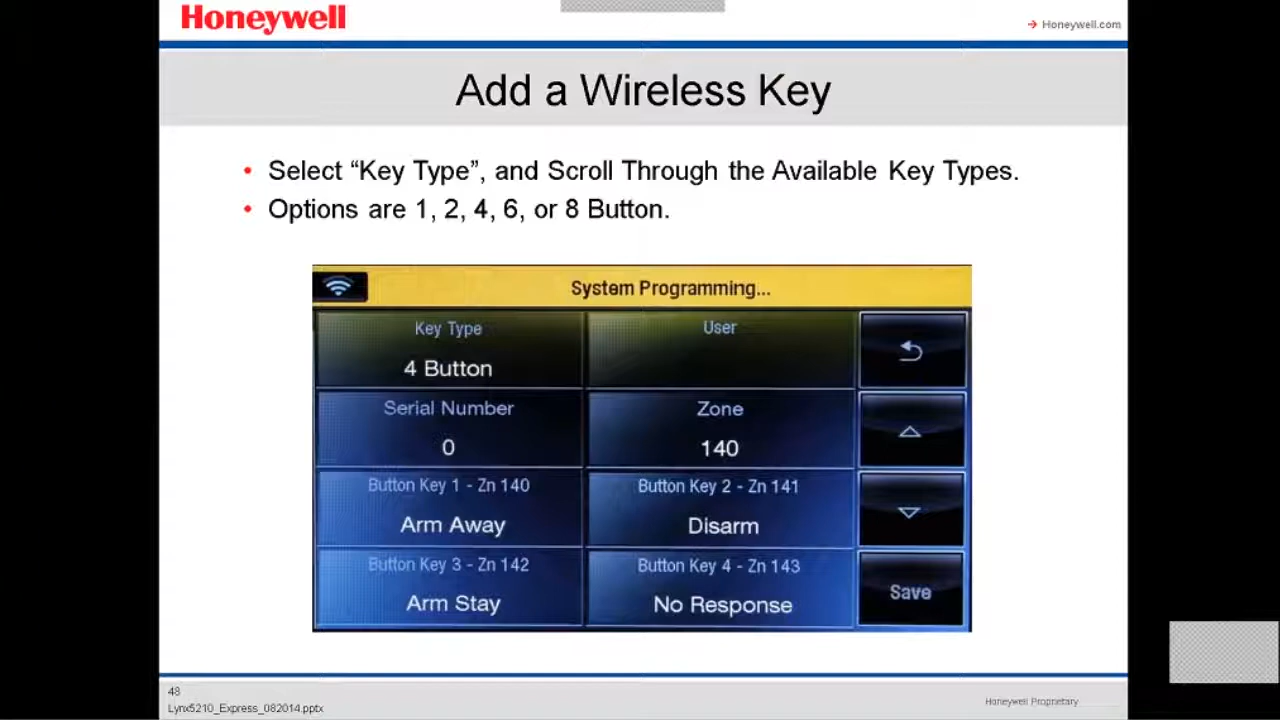 Honeywell
Honeywell.com
Add a Wireless Key
• Select “Key Type”, and Scroll Through the Available Key Types.
• Options are 1, 2, 4, 6, or 8 Button.
System Programming...
Key Type
4 Button
User
Serial Number
0
Zone
140
Button Key 1 - Zn 140
Arm Away
Button Key 2 - Zn 141
Disarm
Button Key 3 - Zn 142
Arm Stay
Button Key 4 - Zn 143
No Response
Save
48
Lynx5210_Express_082014.pptx
Honeywell Proprietary